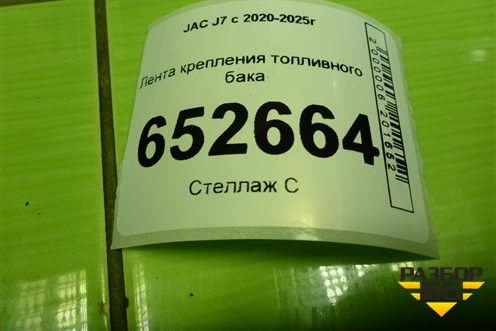 JAC J7 с 2020-2025г
Лента крепления топливного
бака
652664
Стеллаж С
2000006201652
РАЗБОР